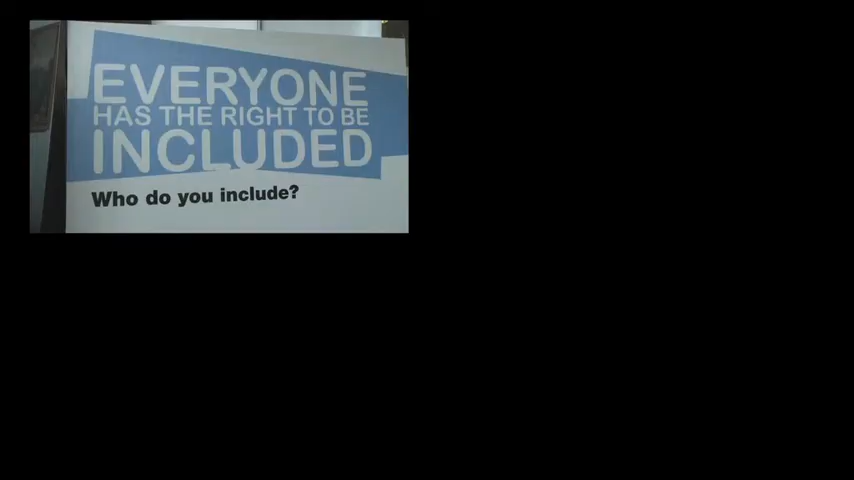 EVERYONE
HAS THE RIGHT TO BE
INCLUDED
Who do you include?